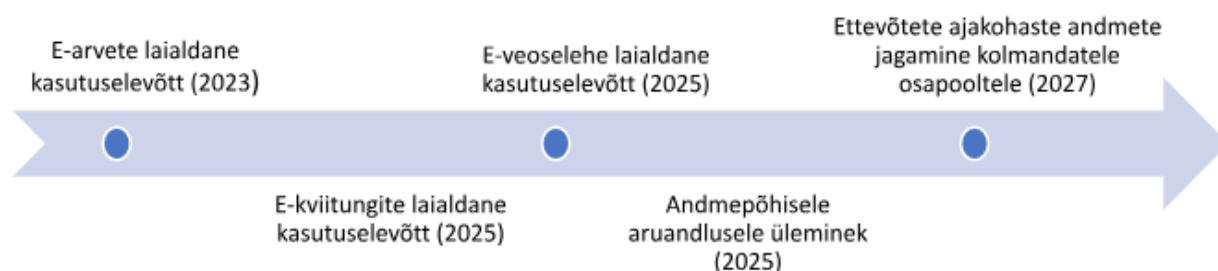 E-arvete laialdane
kasutuselevõtt (2023)
E-kviitungite laialdane
kasutuselevõtt (2025)
E-veoselehe laialdane
kasutuselevõtt (2025)
Andmepõhisele
aruandlusele üleminek
(2025)
Ettevõtete ajakohaste andmete
jagamine kolmandatele
osapooltele (2027)